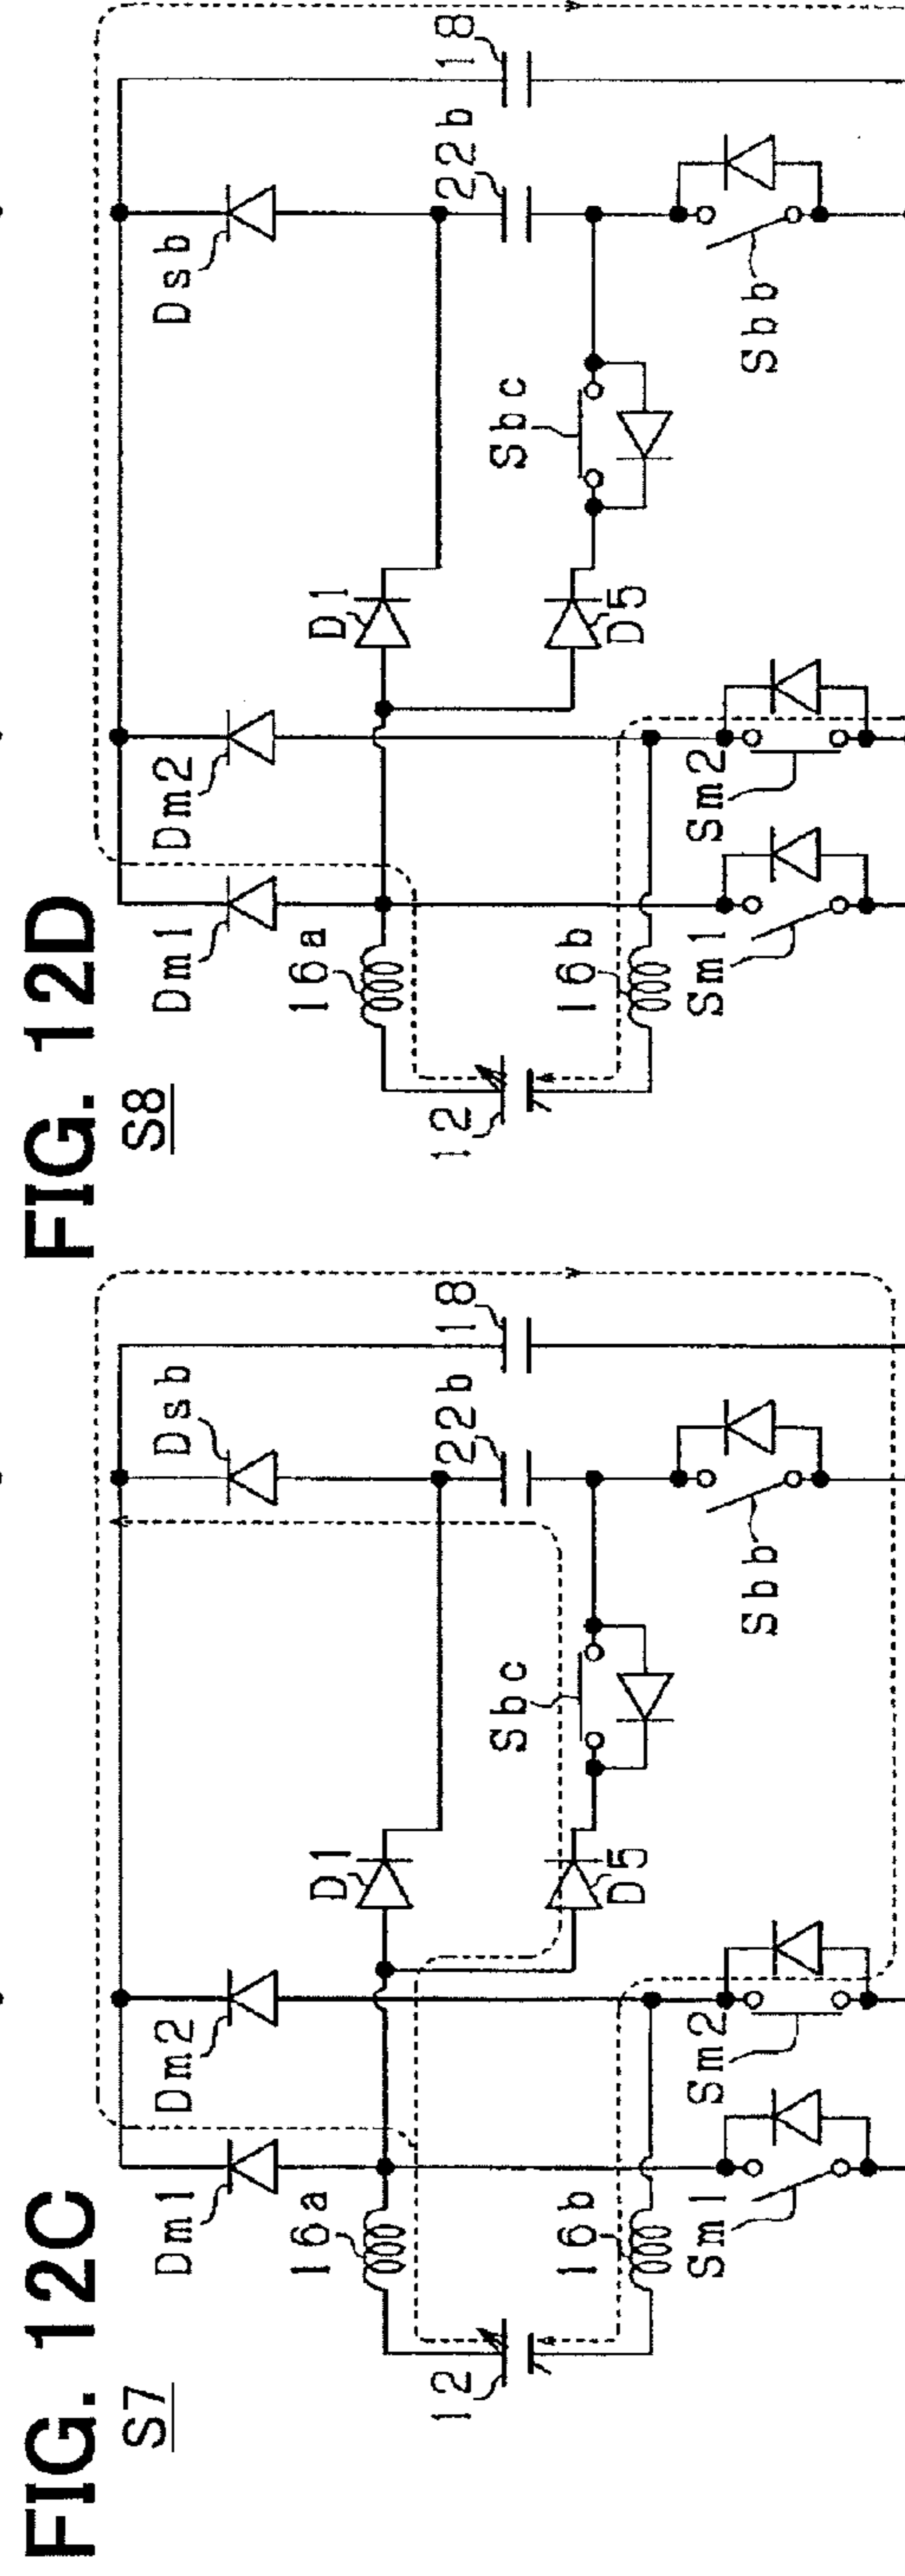 FIG. 12C
S7
Dm1
Dm2
Dsb
16a
D1
22b
18
12
Sbc
16b
D5
Sm1
Sm2
Sbb
FIG. 12D
S8
Dm1
Dm2
Dsb
16a
D1
22b
18
12
Sbc
16b
D5
Sm1
Sm2
Sbb